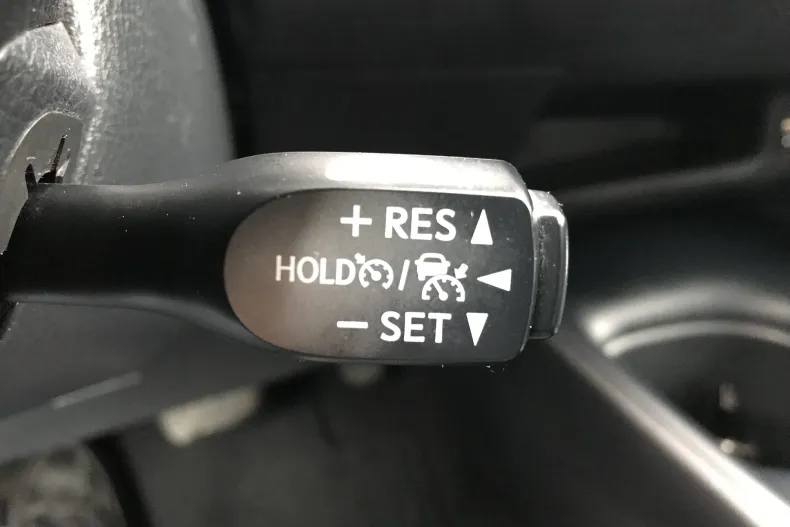 + RES ▲
HOLD / ◀
− SET ▼